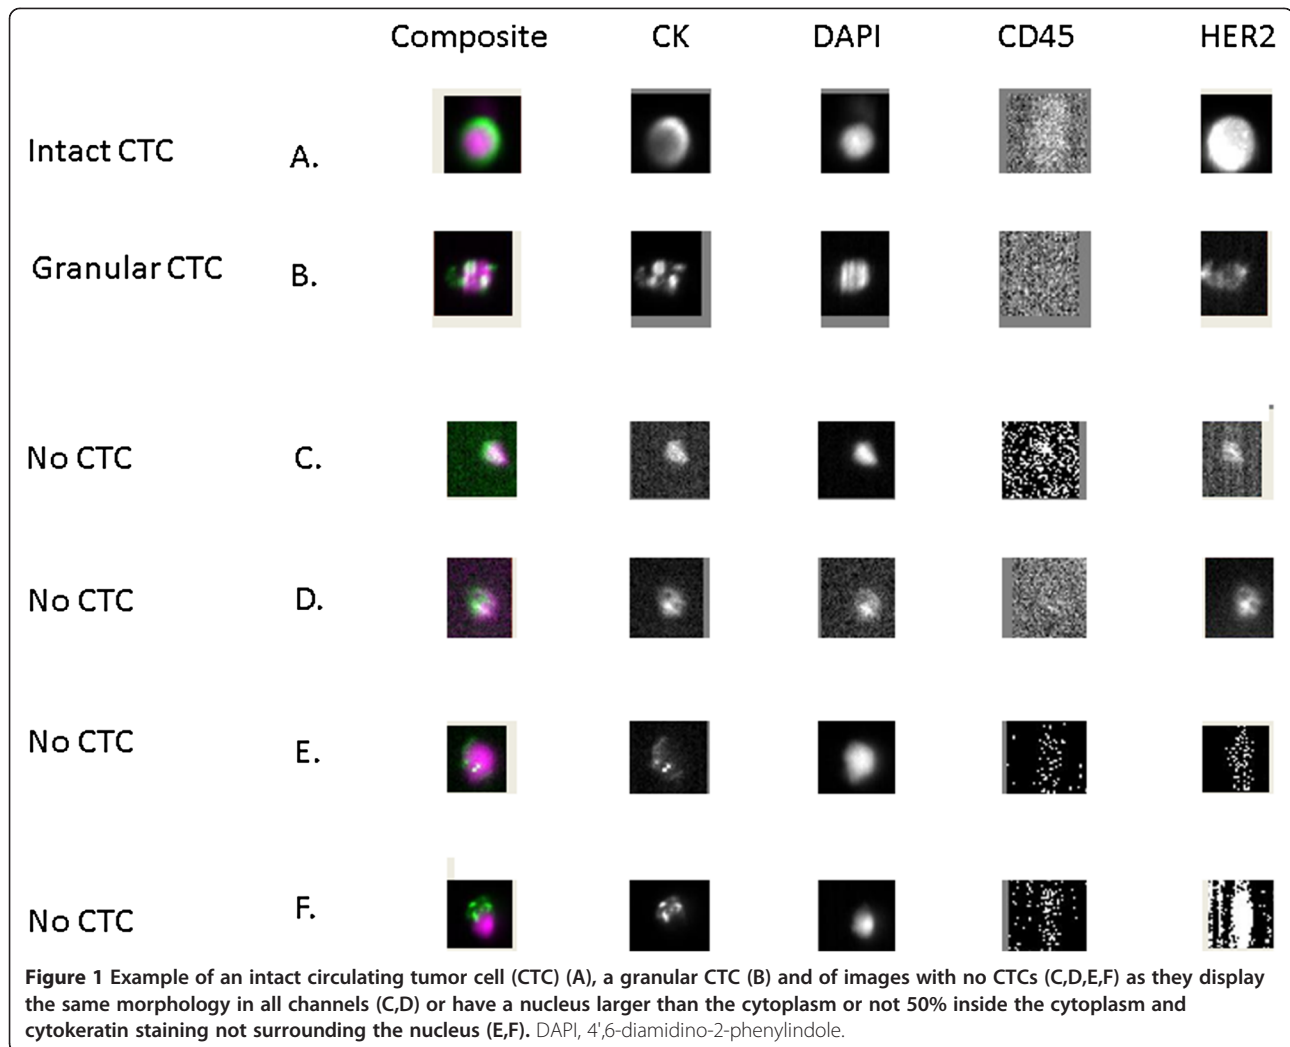 Composite CK DAPI CD45 HER2
Intact CTC A.
Granular CTC B.
No CTC C.
No CTC D.
No CTC E.
No CTC F.
Figure 1 Example of an intact circulating tumor cell (CTC) (A), a granular CTC (B) and of images with no CTCs (C,D,E,F) as they display
the same morphology in all channels (C,D) or have a nucleus larger than the cytoplasm or not 50% inside the cytoplasm and
cytokeratin staining not surrounding the nucleus (E,F). DAPI, 4',6-diamidino-2-phenylindole.